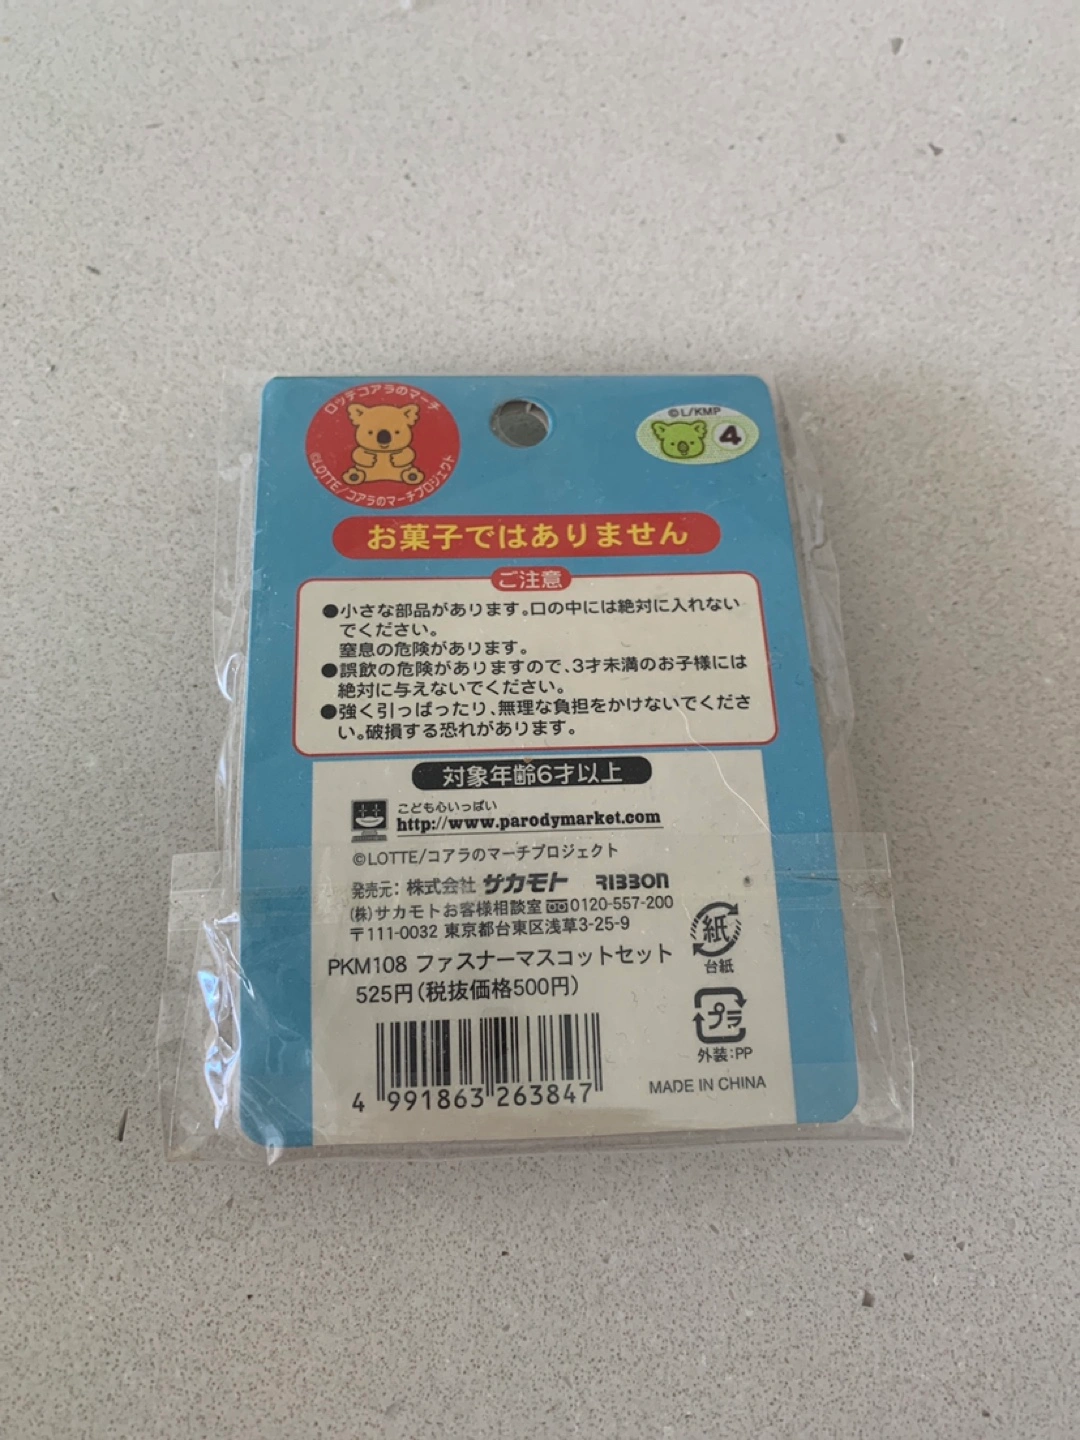 ロッテコアラのマーチ
©LOTTE/コアラのマーチプロジェクト
©L/KMP
4
お菓子ではありません
ご注意
●小さな部品があります。口の中には絶対に入れない
でください。
窒息の危険があります。
●誤飲の危険がありますので、3才未満のお子様には
絶対に与えないでください。
●強く引っぱったり、無理な負担をかけないでくださ
い。破損する恐れがあります。
対象年齢6才以上
こども心いっぱい
http://www.parodymarket.com
©LOTTE/コアラのマーチプロジェクト
発売元：株式会社 サカモト RIBBON
(株)サカモトお客様相談室 0120-557-200
〒111-0032 東京都台東区浅草3-25-9
PKM108 ファスナーマスコットセット
525円(税抜価格500円)
紙
台紙
プラ
外装：PP
MADE IN CHINA
4 991863 263847